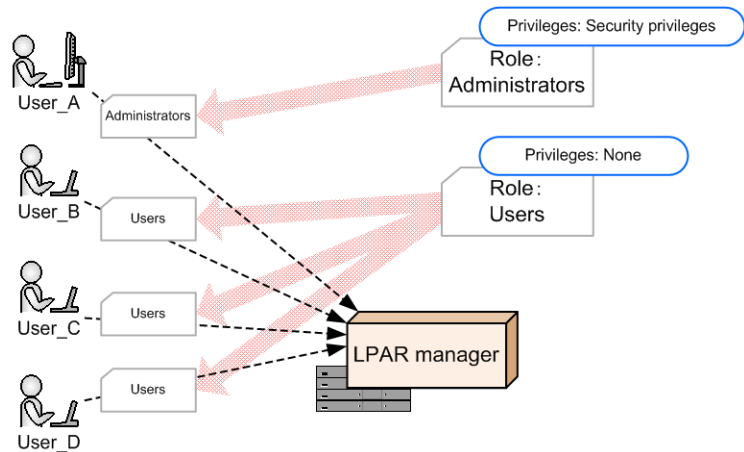 Privileges: Security privileges
Role:
Administrators
User_A
Administrators
Privileges: None
Role:
Users
User_B
Users
User_C
Users
LPAR manager
User_D
Users